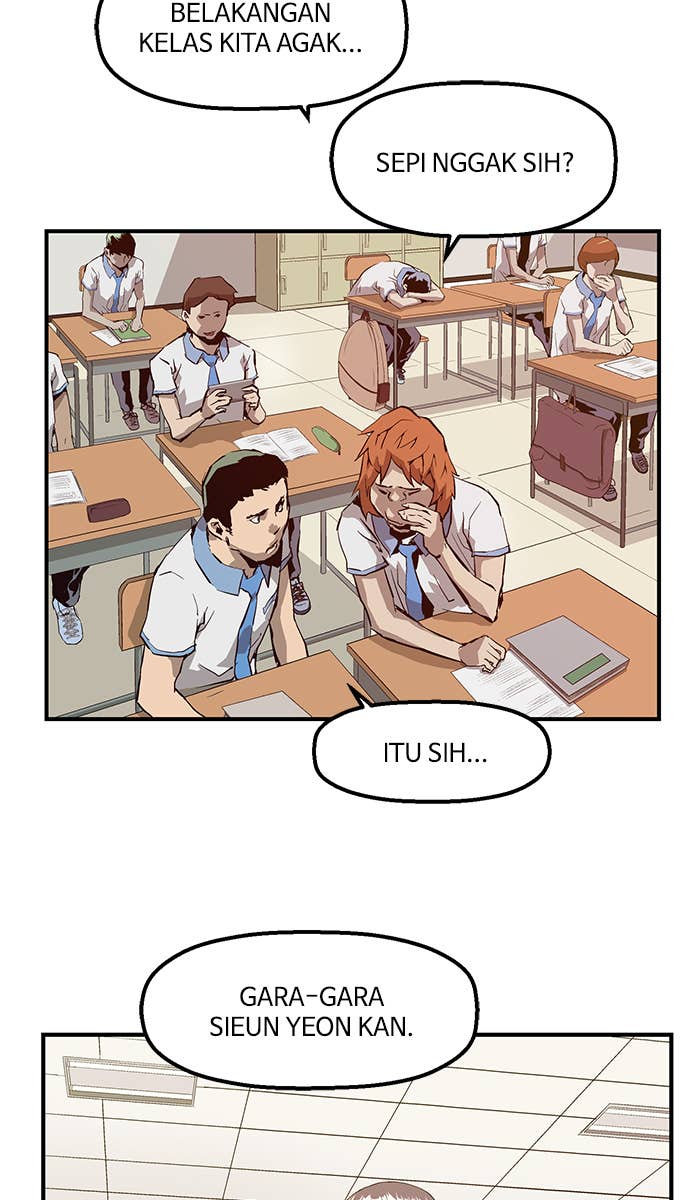 BELAKANGAN
KELAS KITA AGAK...
SEPI NGGAK SIH?
ITU SIH...
GARA-GARA
SIEUN YEON KAN.